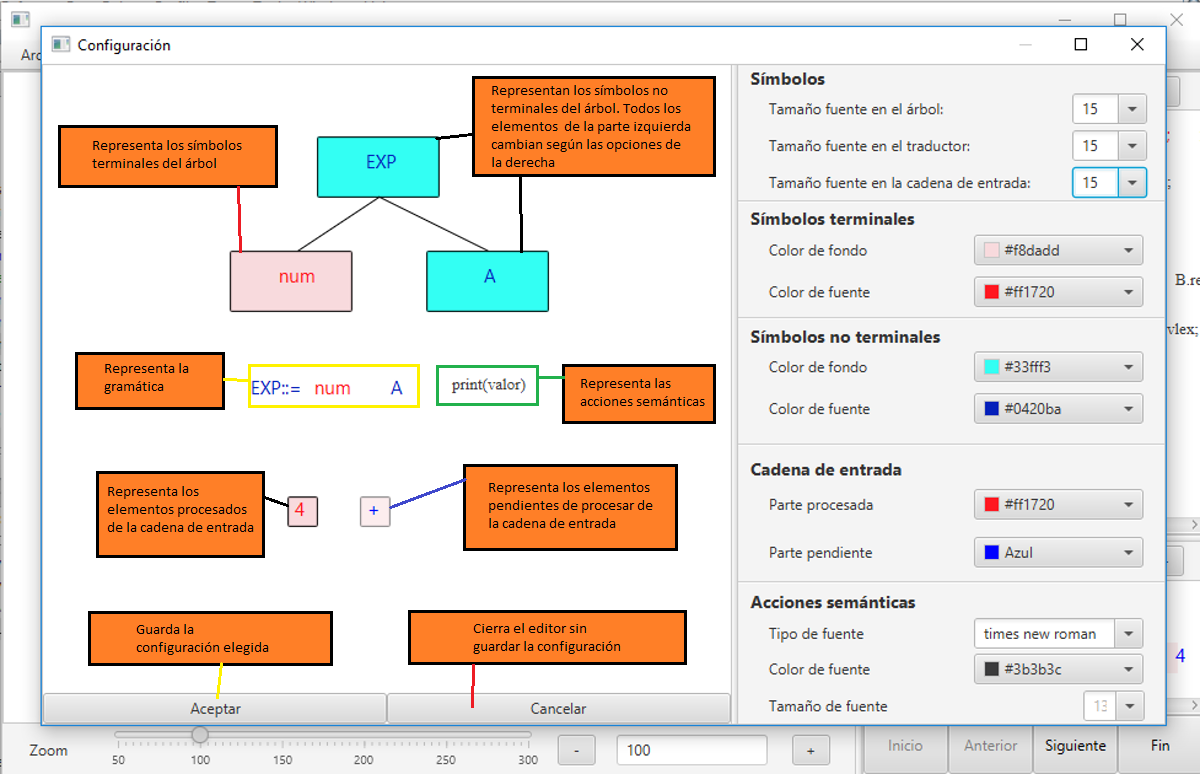 Configuración
Arc
Representa los símbolos
terminales del árbol
EXP
Representan los símbolos no
terminales del árbol. Todos los
elementos de la parte izquierda
cambian según las opciones de
la derecha
num
A
Representa la
gramática
EXP::= num A
print(valor)
Representa las
acciones semánticas
Representa los
elementos procesados
de la cadena de entrada
4
+
Representa los elementos
pendientes de procesar de
la cadena de entrada
Guarda la
configuración elegida
Cierra el editor sin
guardar la configuración
Aceptar
Cancelar
Símbolos
Tamaño fuente en el árbol:
15
Tamaño fuente en el traductor:
15
Tamaño fuente en la cadena de entrada:
15
Símbolos terminales
Color de fondo
#f8dadd
Color de fuente
#ff1720
Símbolos no terminales
Color de fondo
#33fff3
Color de fuente
#0420ba
Cadena de entrada
Parte procesada
#ff1720
Parte pendiente
Azul
Acciones semánticas
Tipo de fuente
times new roman
Color de fuente
#3b3b3c
Tamaño de fuente
13
B.re
vlex;
4
Zoom
50 100 150 200 250 300
-
100
+
Inicio
Anterior
Siguiente
Fin